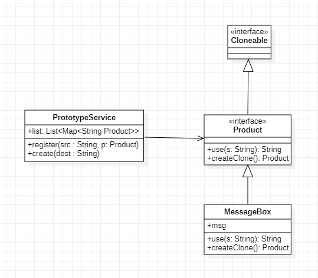 «interface»
Cloneable
PrototypeService
+list: List<Map<String Product>>
+register(src : String, p: Product)
+create(dest : String)
«interface»
Product
+use(s: String): String
+createClone(): Product
MessageBox
+msg
+use(s: String): String
+createClone(): Product